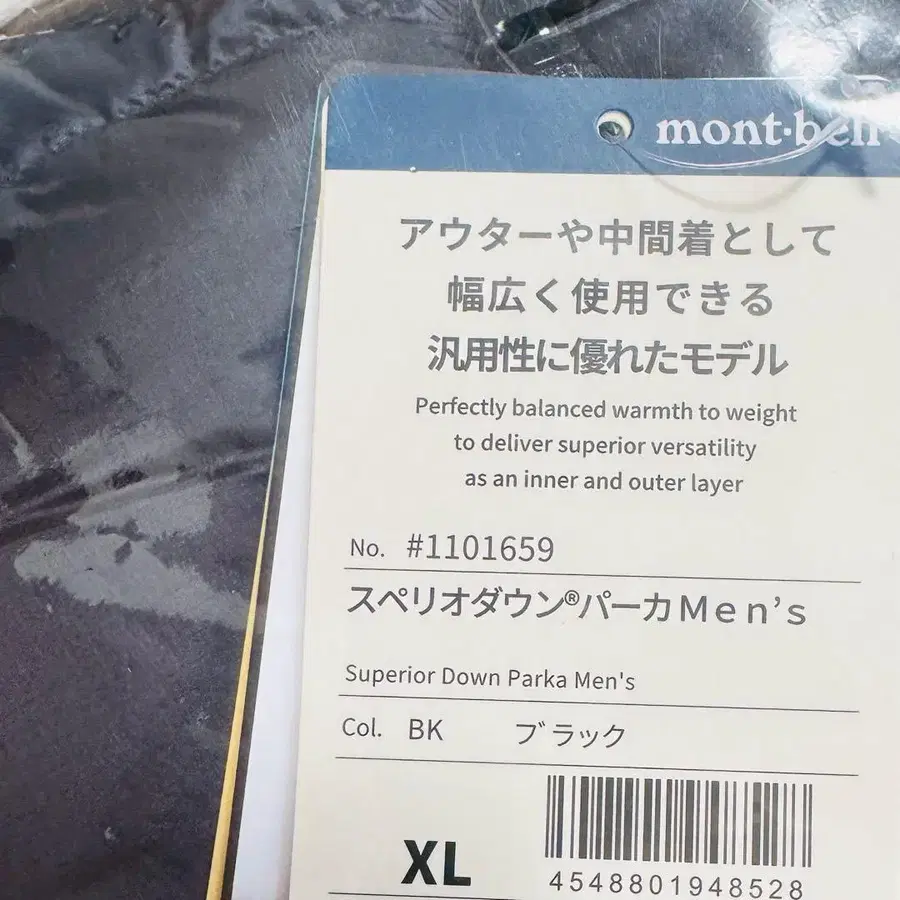 mont-bell
アウターや中間着として
幅広く使用できる
汎用性に優れたモデル
Perfectly balanced warmth to weight
to deliver superior versatility
as an inner and outer layer
No. #1101659
スペリオダウン®パーカMen's
Superior Down Parka Men's
Col. BK ブラック
XL
4548801948528